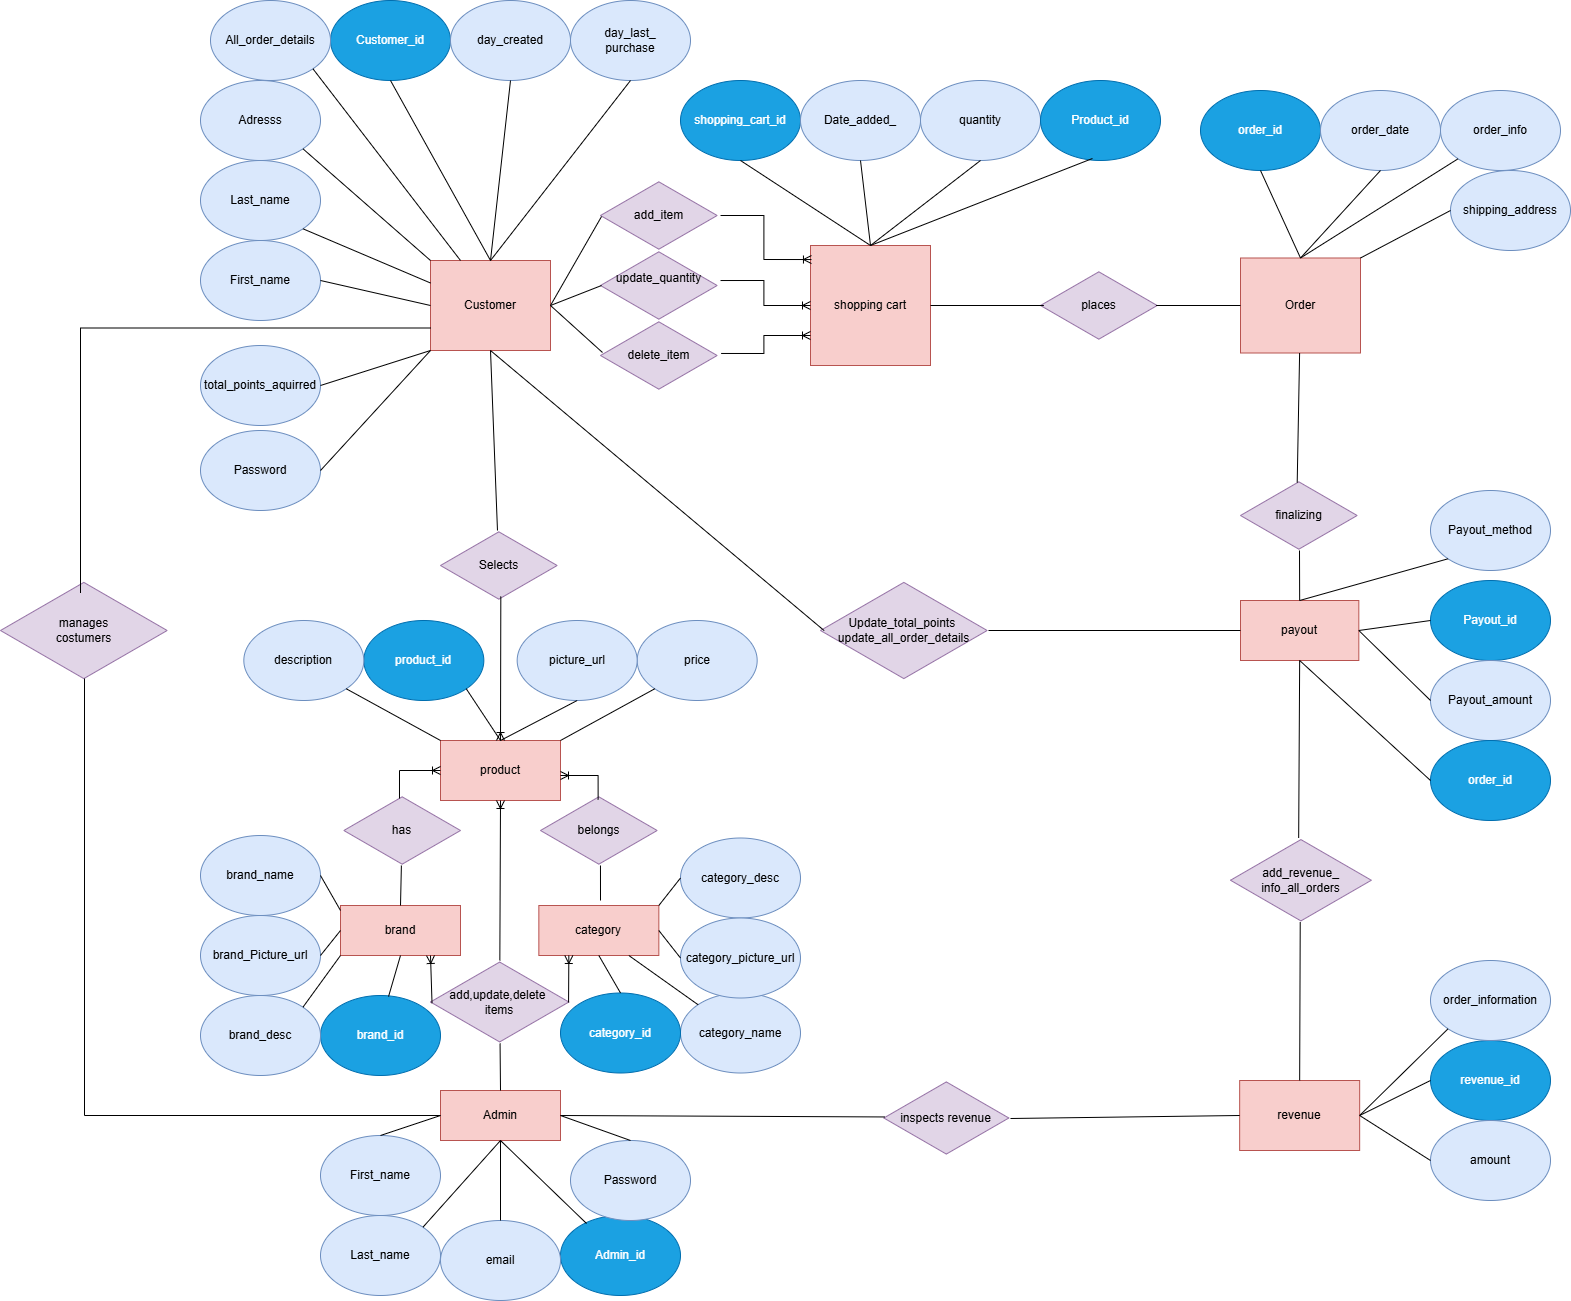 All_order_details
Customer_id
day_created
day_last_
purchase
Adresss
shopping_cart_id
Date_added_
quantity
Product_id
order_id
order_date
order_info
Last_name
add_item
shipping_address
First_name
update_quantity
Customer
shopping cart
places
Order
delete_item
total_points_aquirred
Password
finalizing
Payout_method
Selects
manages
costumers
Update_total_points
update_all_order_details
payout
Payout_id
description
product_id
picture_url
price
Payout_amount
product
order_id
has
belongs
brand_name
category_desc
add_revenue_
info_all_orders
brand
category
brand_Picture_url
category_picture_url
add,update,delete
items
order_information
brand_desc
brand_id
category_id
category_name
revenue_id
Admin
inspects revenue
revenue
First_name
Password
amount
Last_name
email
Admin_id